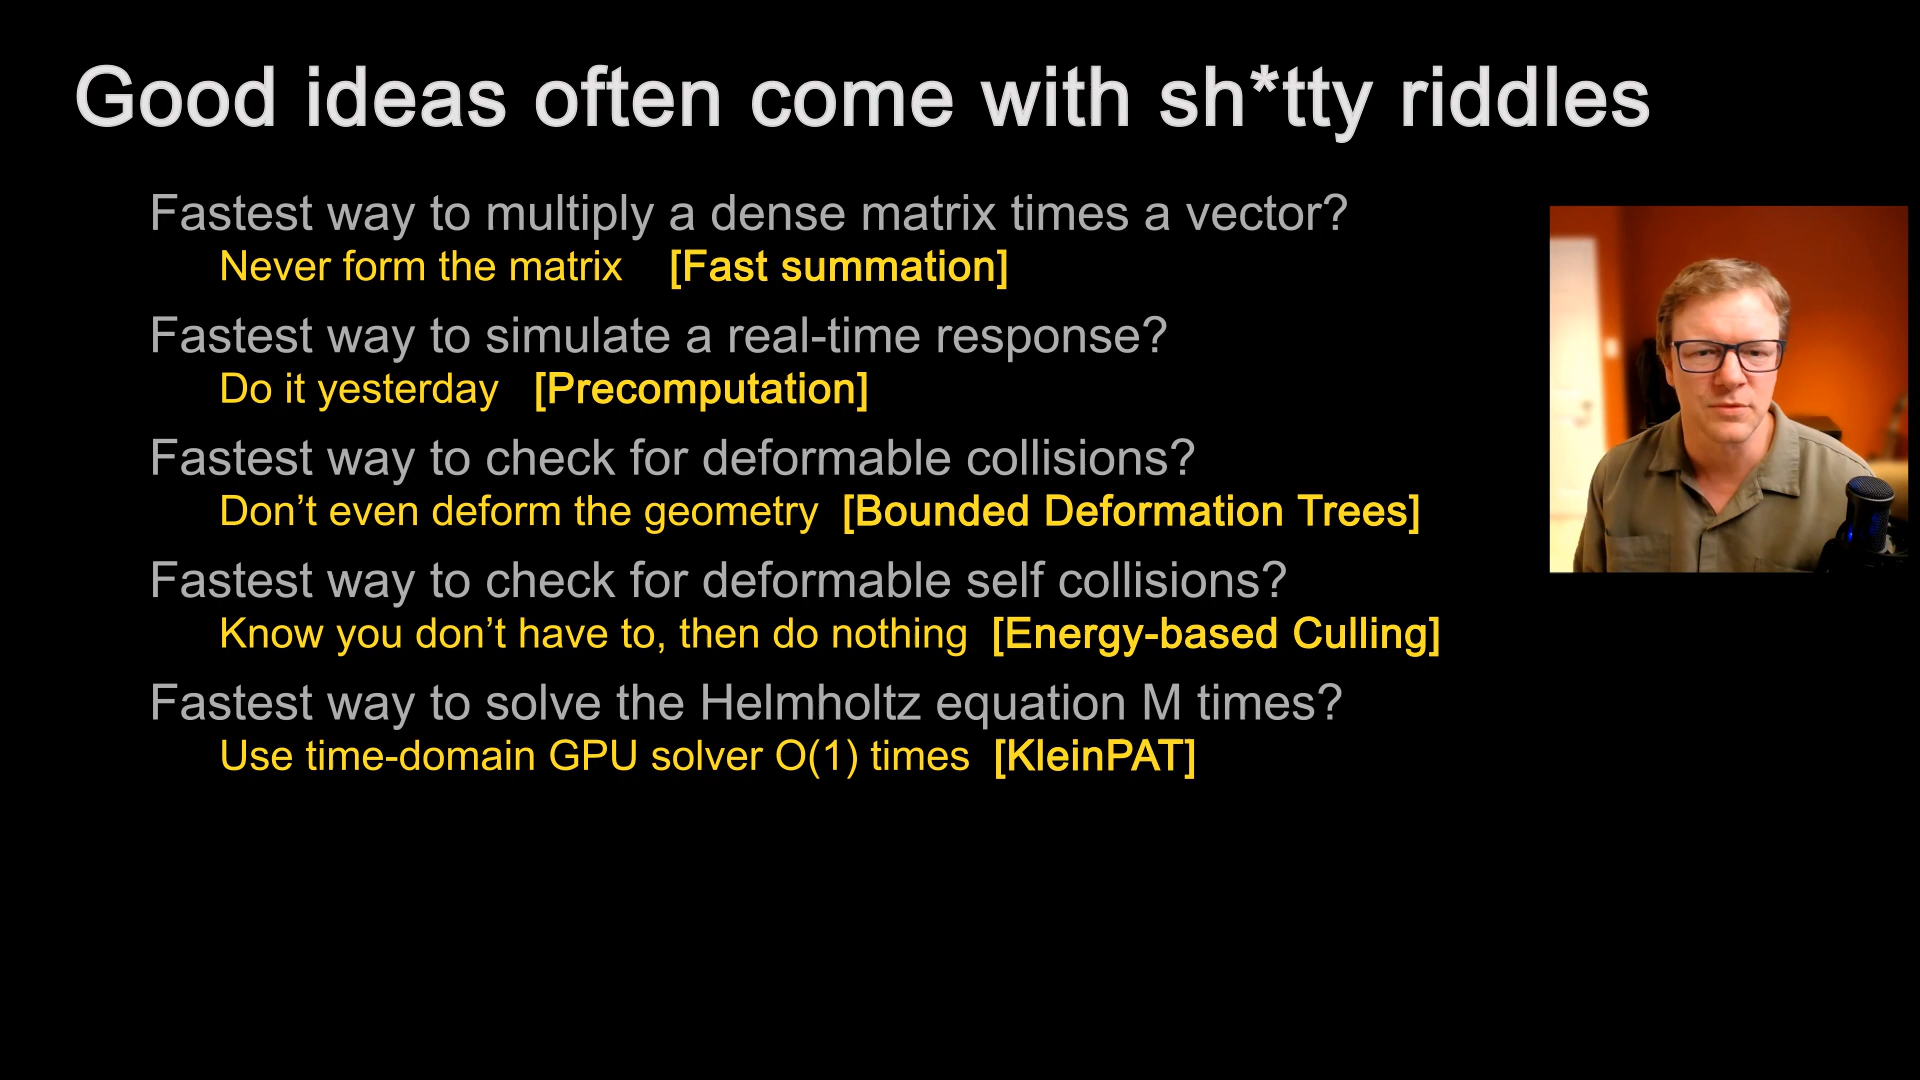 Good ideas often come with sh*tty riddles
Fastest way to multiply a dense matrix times a vector?
Never form the matrix [Fast summation]
Fastest way to simulate a real-time response?
Do it yesterday [Precomputation]
Fastest way to check for deformable collisions?
Don’t even deform the geometry [Bounded Deformation Trees]
Fastest way to check for deformable self collisions?
Know you don’t have to, then do nothing [Energy-based Culling]
Fastest way to solve the Helmholtz equation M times?
Use time-domain GPU solver O(1) times [KleinPAT]